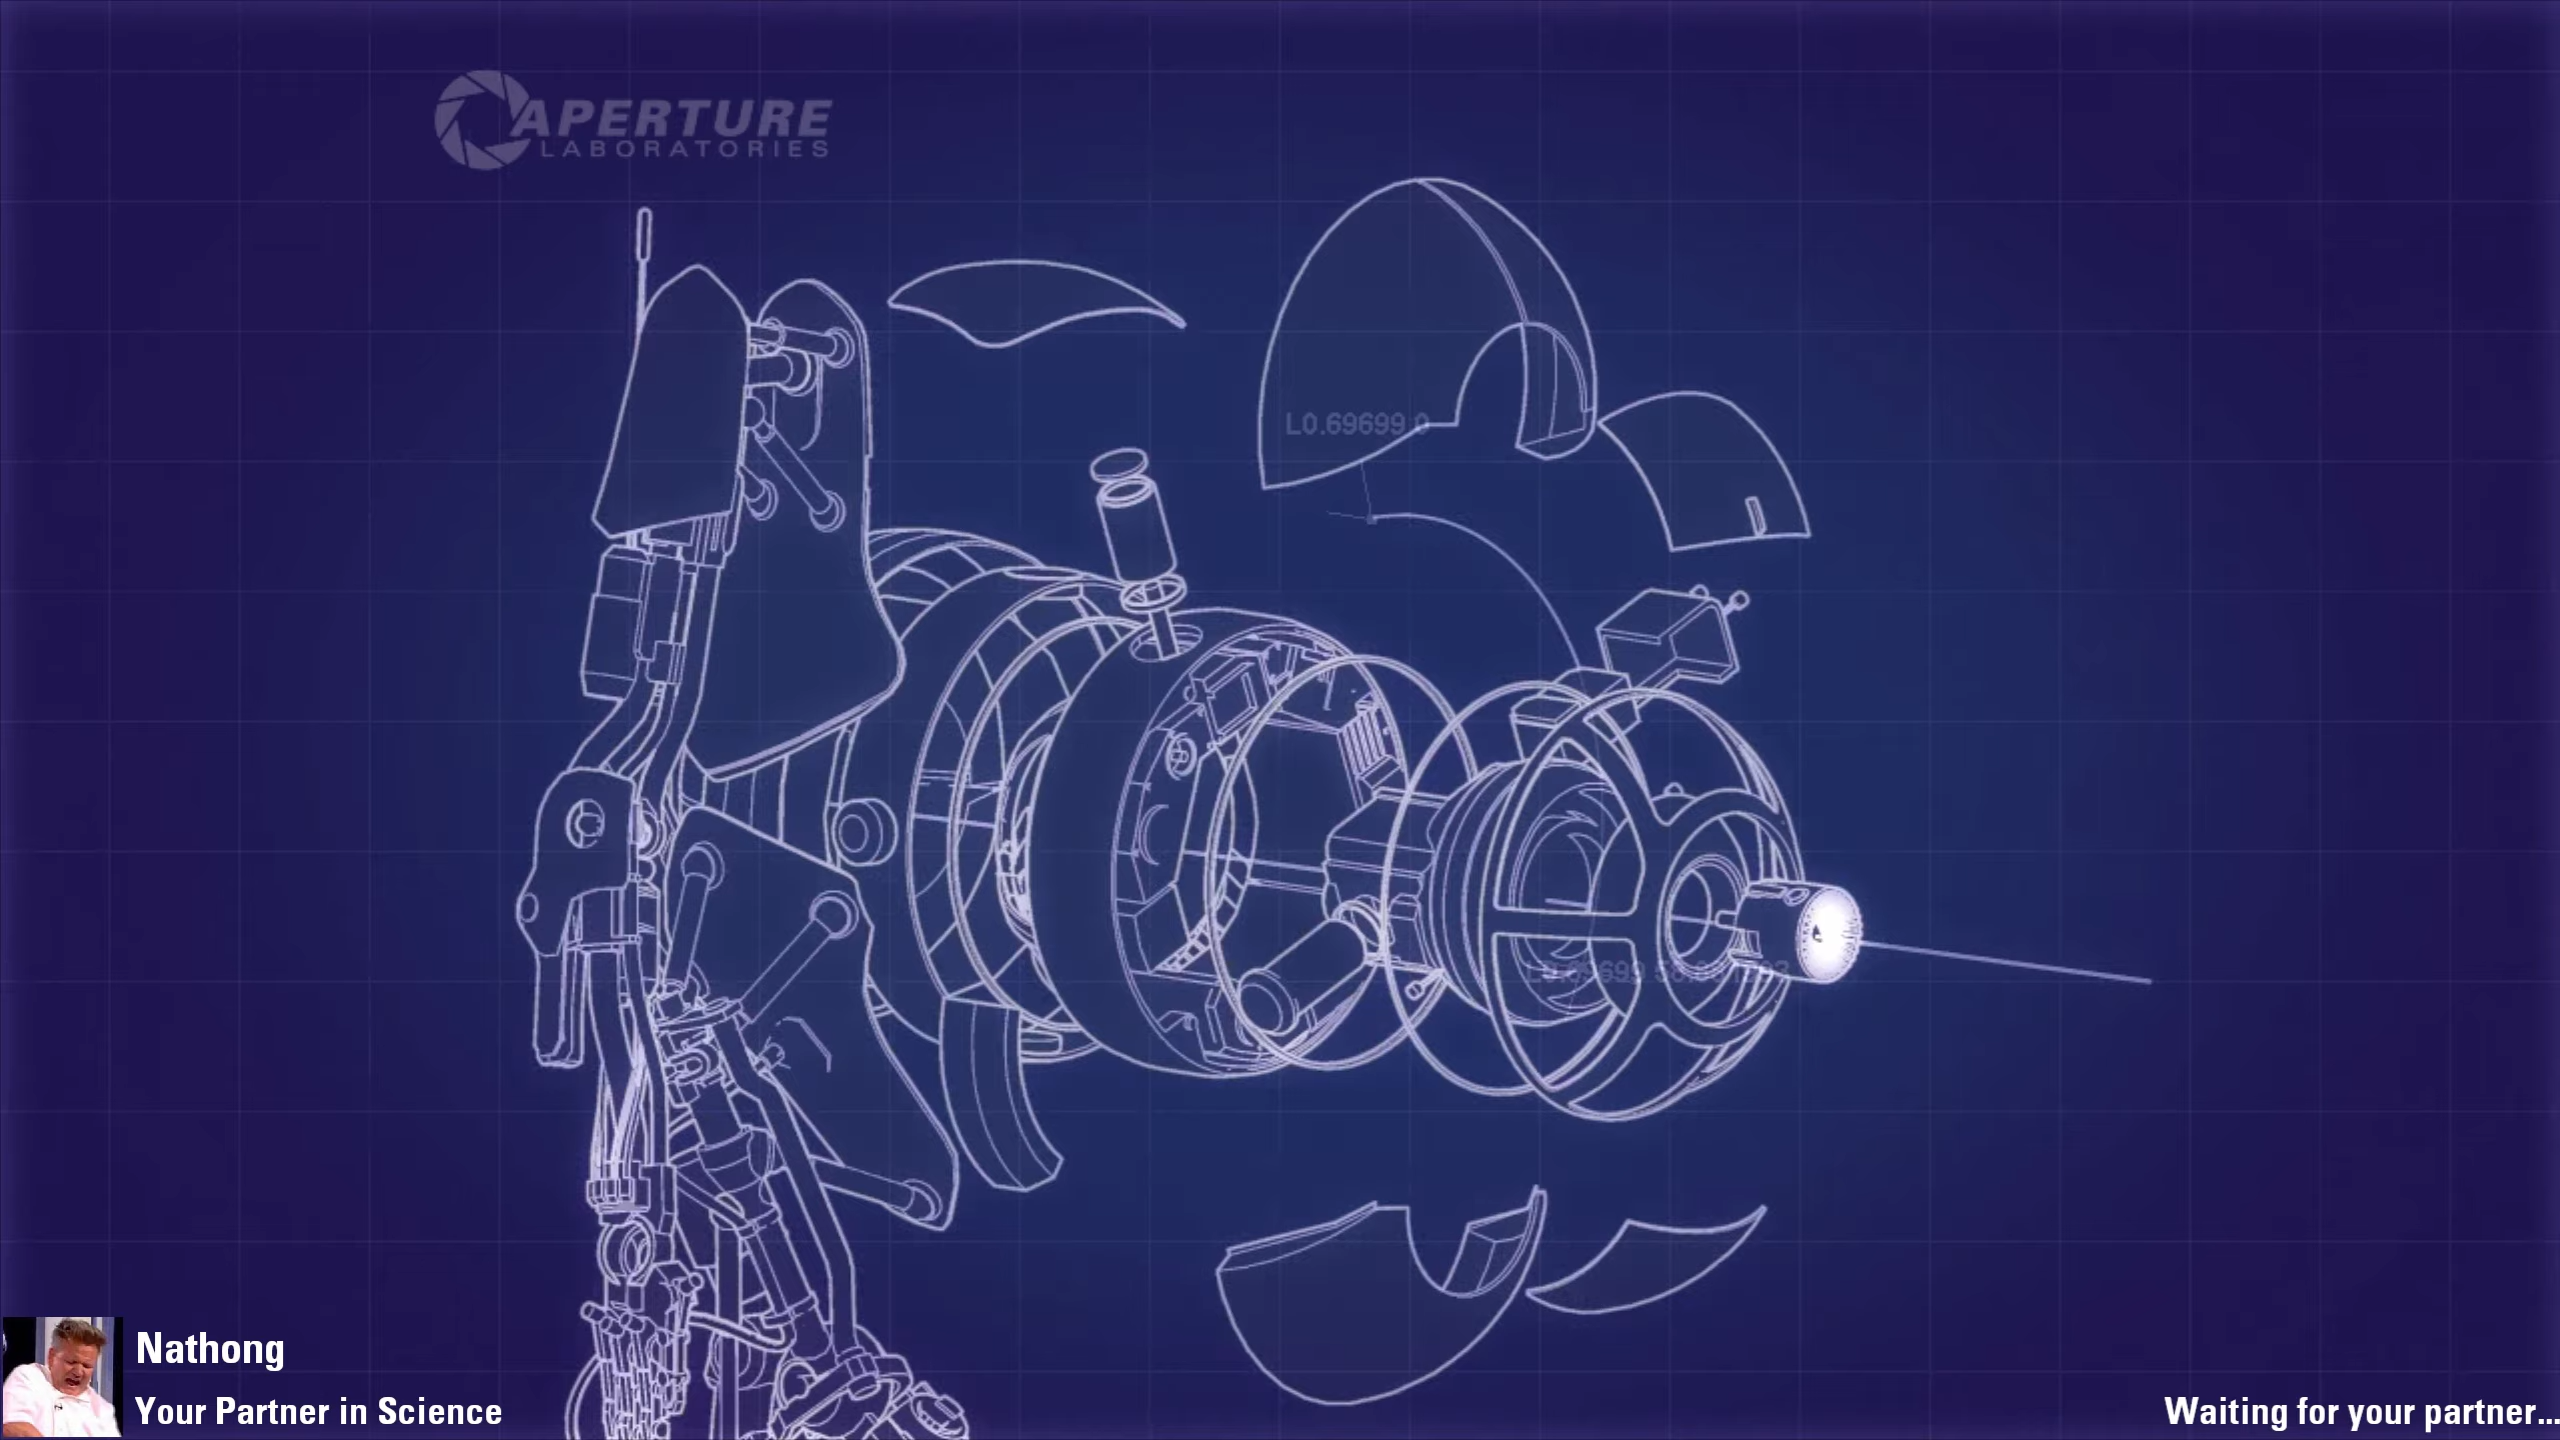 APERTURE
LABORATORIES
L0.69699 0
Nathong
Your Partner in Science
Waiting for your partner...